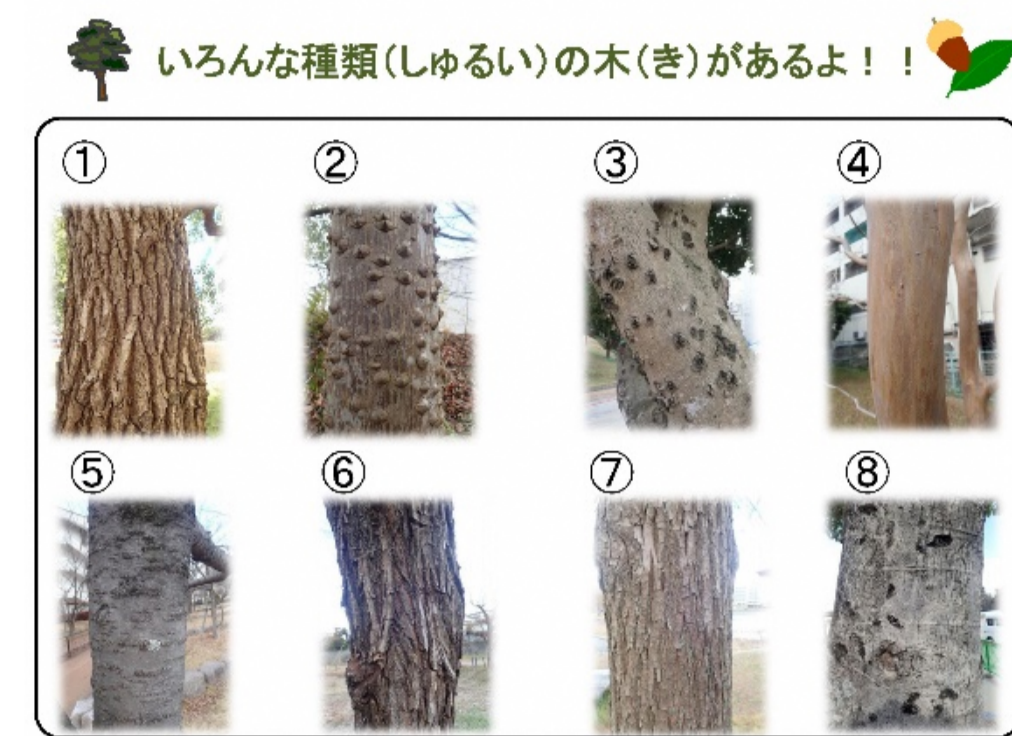 いろんな種類(しゅるい)の木(き)があるよ！！
① ② ③ ④
⑤ ⑥ ⑦ ⑧